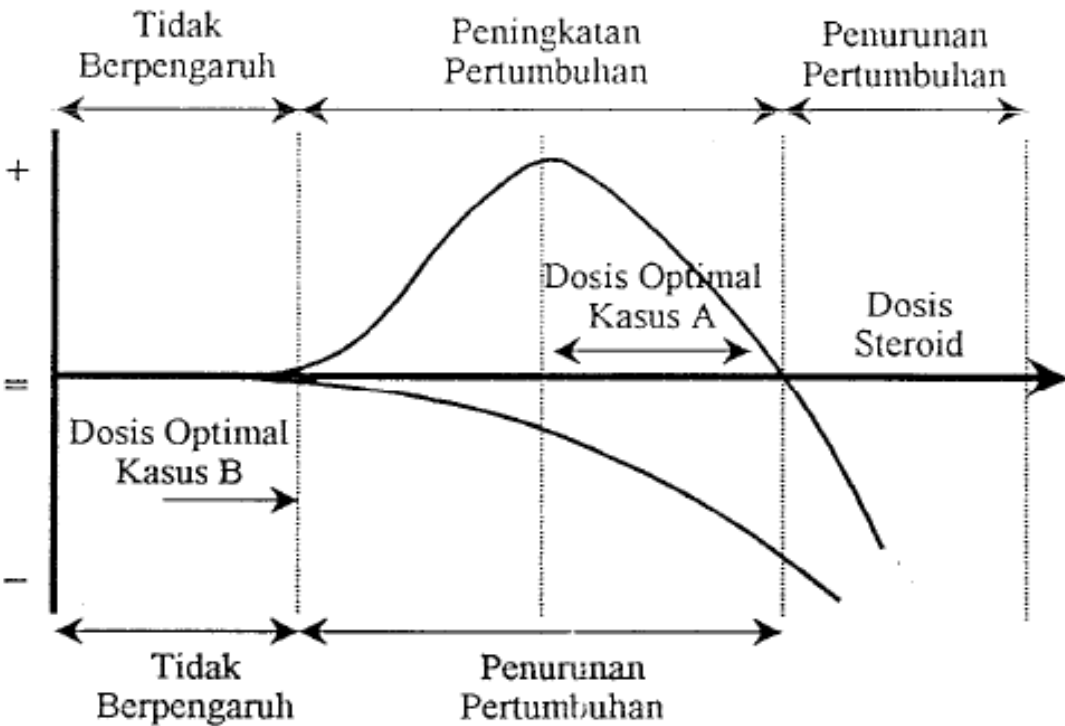 Tidak
Berpengaruh
Peningkatan
Pertumbuhan
Penurunan
Pertumbuhan
+
Dosis Optimal
Kasus A
Dosis
Steroid
=
Dosis Optimal
Kasus B
-
Tidak
Berpengaruh
Penurunan
Pertumbuhan